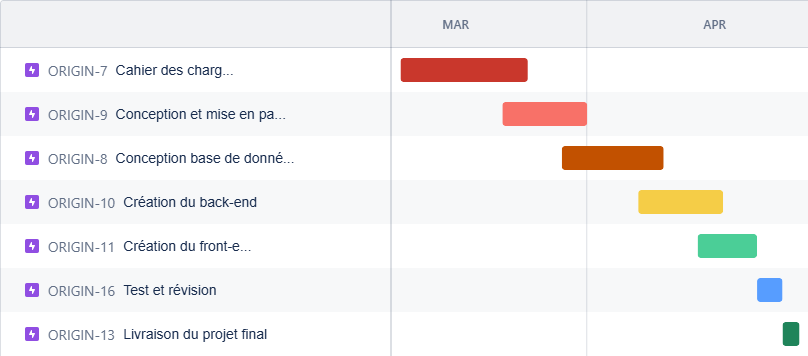 MAR APR
ORIGIN-7 Cahier des charg...
ORIGIN-9 Conception et mise en pa...
ORIGIN-8 Conception base de donné...
ORIGIN-10 Création du back-end
ORIGIN-11 Création du front-e...
ORIGIN-16 Test et révision
ORIGIN-13 Livraison du projet final